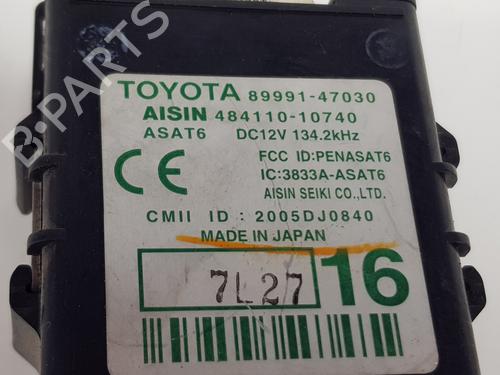 B-PARTS
TOYOTA 89991-47030
AISIN 484110-10740
ASAT6 DC12V 134.2kHz
FCC ID:PENASAT6
IC:3833A-ASAT6
AISIN SEIKI CO.,LTD.
CE
CMII ID : 2005DJ0840
MADE IN JAPAN
7L27 16